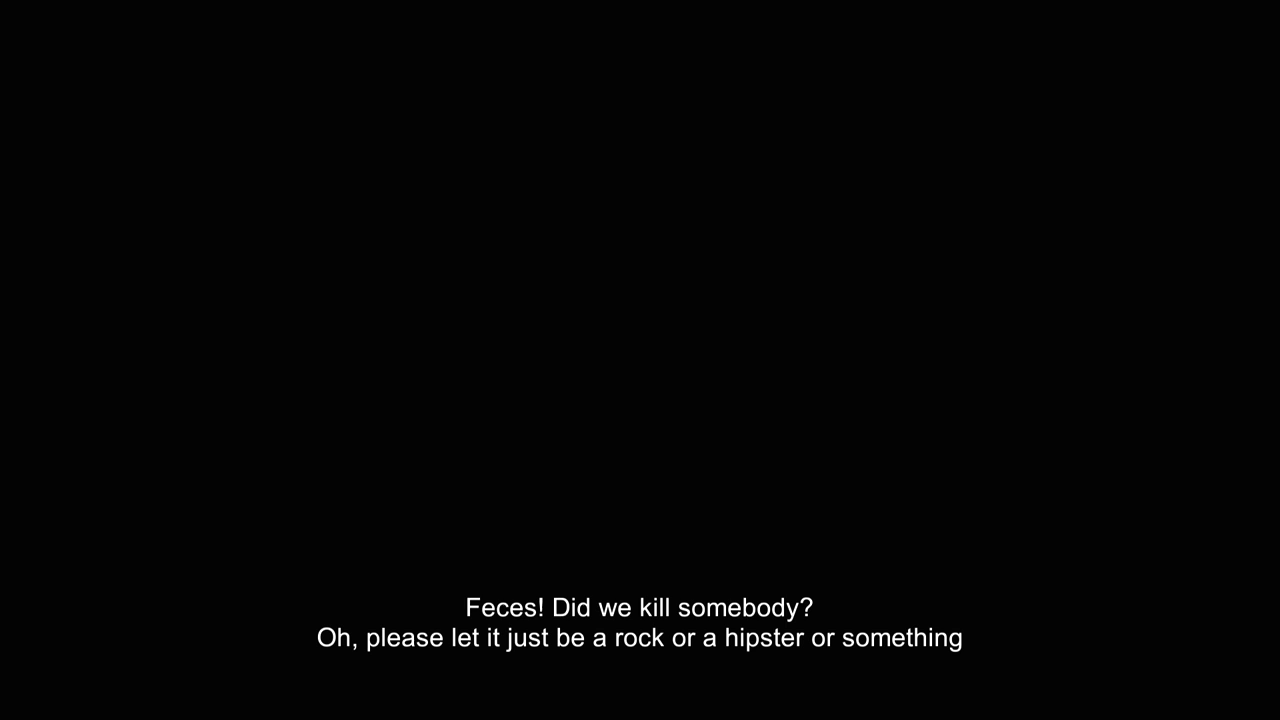 Feces! Did we kill somebody?
Oh, please let it just be a rock or a hipster or something